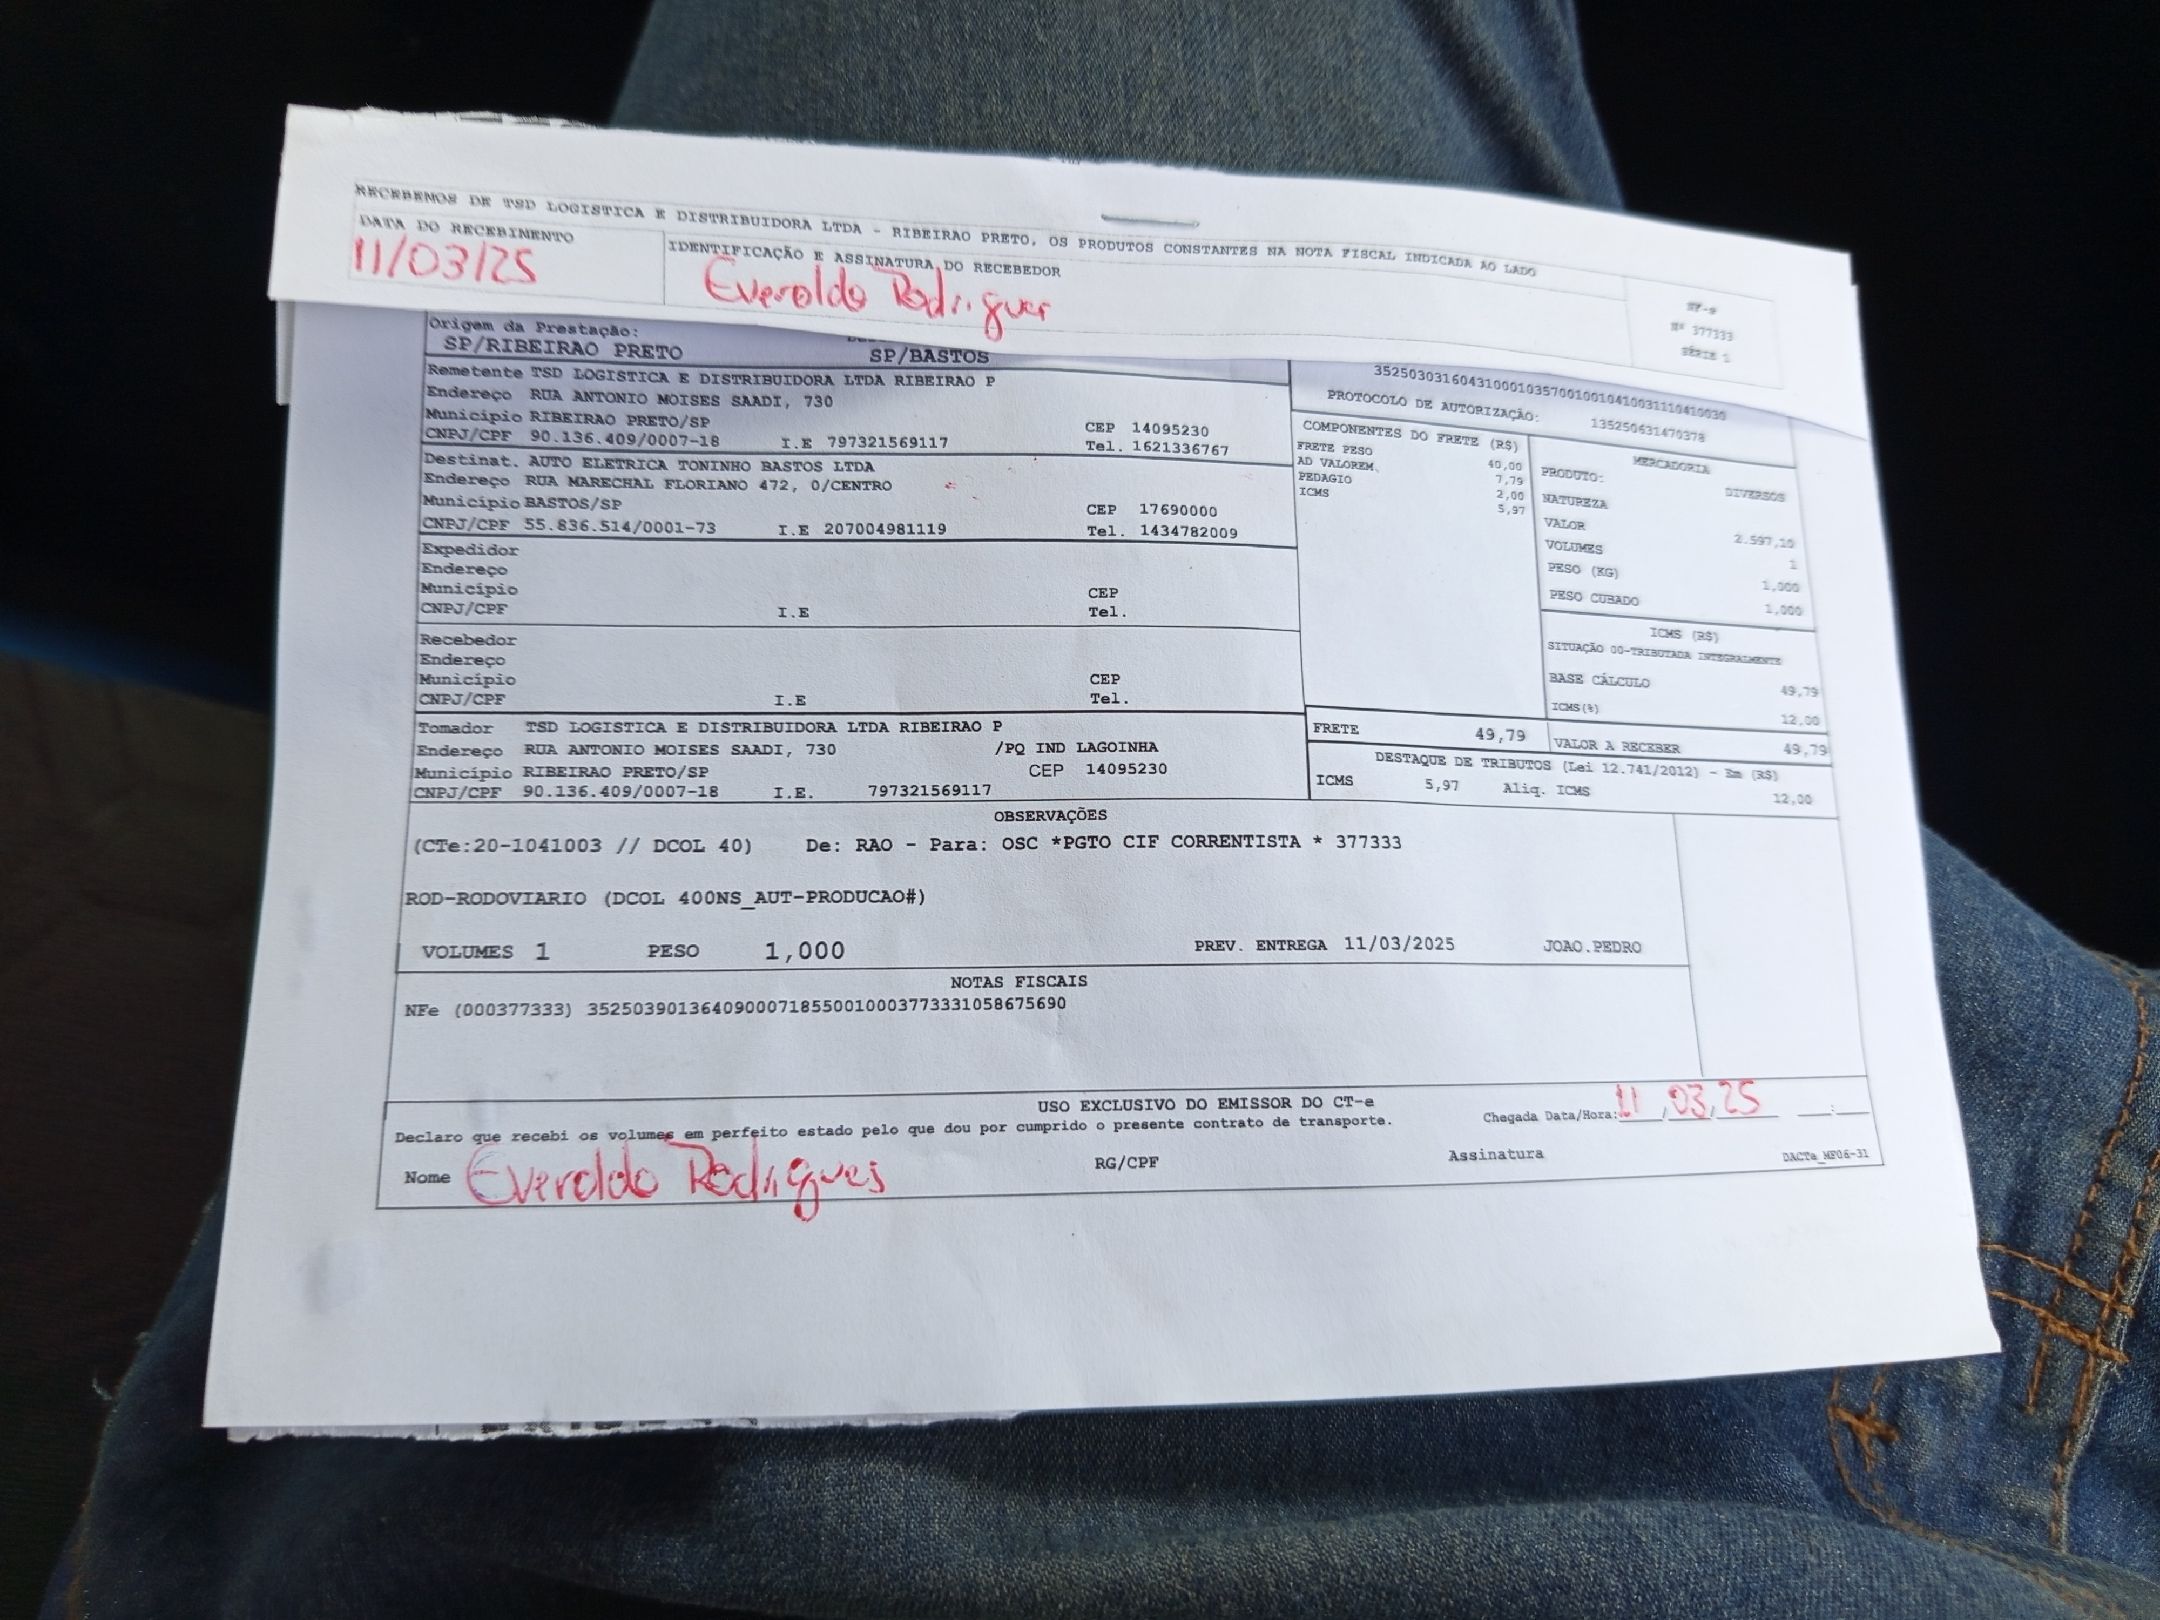 RECEBEMOS DE TSD LOGISTICA E DISTRIBUIDORA LTDA - RIBEIRAO PRETO, OS PRODUTOS CONSTANTES NA NOTA FISCAL INDICADA AO LADO
DATA DO RECEBIMENTO
11/03/25
IDENTIFICAÇÃO E ASSINATURA DO RECEBEDOR
Everaldo Rodrigues
NF-e
Nº 377333
SÉRIE 1
Origem da Prestação:
SP/RIBEIRAO PRETO SP/BASTOS
Remetente TSD LOGISTICA E DISTRIBUIDORA LTDA RIBEIRAO P
Endereço RUA ANTONIO MOISES SAADI, 730
Município RIBEIRAO PRETO/SP CEP 14095230
CNPJ/CPF 90.136.409/0007-18 I.E 797321569117 Tel. 1621336767
Destinat. AUTO ELETRICA TONINHO BASTOS LTDA
Endereço RUA MARECHAL FLORIANO 472, 0/CENTRO
Município BASTOS/SP CEP 17690000
CNPJ/CPF 55.836.514/0001-73 I.E 207004981119 Tel. 1434782009
Expedidor
Endereço
Município CEP
CNPJ/CPF I.E Tel.
Recebedor
Endereço
Município CEP
CNPJ/CPF I.E Tel.
Tomador TSD LOGISTICA E DISTRIBUIDORA LTDA RIBEIRAO P
Endereço RUA ANTONIO MOISES SAADI, 730 /PQ IND LAGOINHA
Município RIBEIRAO PRETO/SP CEP 14095230
CNPJ/CPF 90.136.409/0007-18 I.E. 797321569117
35250303160431000103570010010410031110410030
PROTOCOLO DE AUTORIZAÇÃO: 135250631470378
COMPONENTES DO FRETE (R$)
FRETE PESO 40,00
AD VALOREM 7,79
PEDAGIO 2,00
ICMS 5,97
MERCADORIA
PRODUTO: DIVERSOS
NATUREZA
VALOR 2.597,10
VOLUMES 1
PESO (KG) 1,000
PESO CUBADO 1,000
ICMS (R$)
SITUAÇÃO 00-TRIBUTADA INTEGRALMENTE
BASE CÁLCULO 49,79
ICMS(%) 12,00
FRETE 49,79 VALOR A RECEBER 49,79
DESTAQUE DE TRIBUTOS (Lei 12.741/2012) - Em (R$)
ICMS 5,97 Aliq. ICMS 12,00
OBSERVAÇÕES
(CTe:20-1041003 // DCOL 40) De: RAO - Para: OSC *PGTO CIF CORRENTISTA * 377333
ROD-RODOVIARIO (DCOL 400NS_AUT-PRODUCAO#)
VOLUMES 1 PESO 1,000 PREV. ENTREGA 11/03/2025 JOAO.PEDRO
NOTAS FISCAIS
NFe (000377333) 35250390136409000718550010003773331058675690
USO EXCLUSIVO DO EMISSOR DO CT-e
Declaro que recebi os volumes em perfeito estado pelo que dou por cumprido o presente contrato de transporte.
Chegada Data/Hora: 11/03/25 __:__
Nome Everaldo Rodrigues RG/CPF Assinatura DACTe_MF06-31